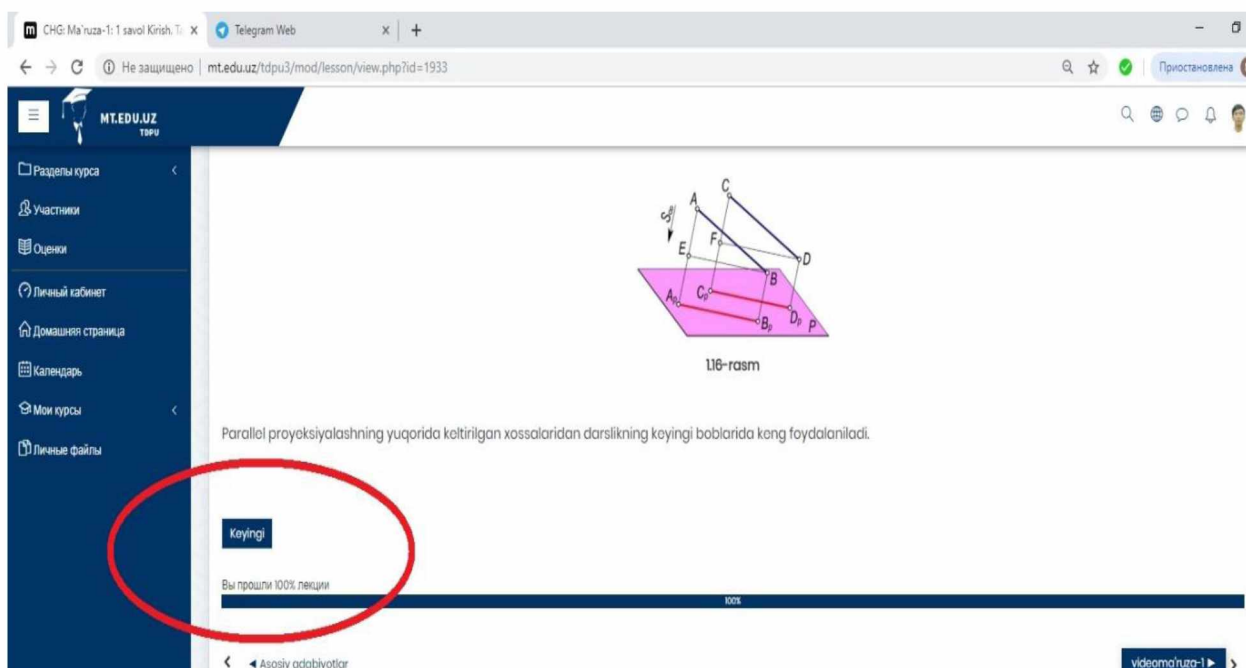 CHG: Ma'ruza-1: 1 savol Kirish. Ta
Telegram Web
Не защищено | mt.edu.uz/tdpu3/mod/lesson/view.php?id=1933
Приостановлена
MT.EDU.UZ
TDPU
Разделы курса
Участники
Оценки
Личный кабинет
Домашняя страница
Календарь
Мои курсы
Личные файлы
C
A
S
F
E
D
B
Cₚ
Aₚ
Dₚ
Bₚ
P
1.16-rasm
Parallel proyeksiyalashning yuqorida keltirilgan xossalaridan darslikning keyingi boblarida keng foydalaniladi.
Keyingi
Вы прошли 100% лекции
100%
◄ Asosiy adabiyotlar
videoma'ruza-1 ►